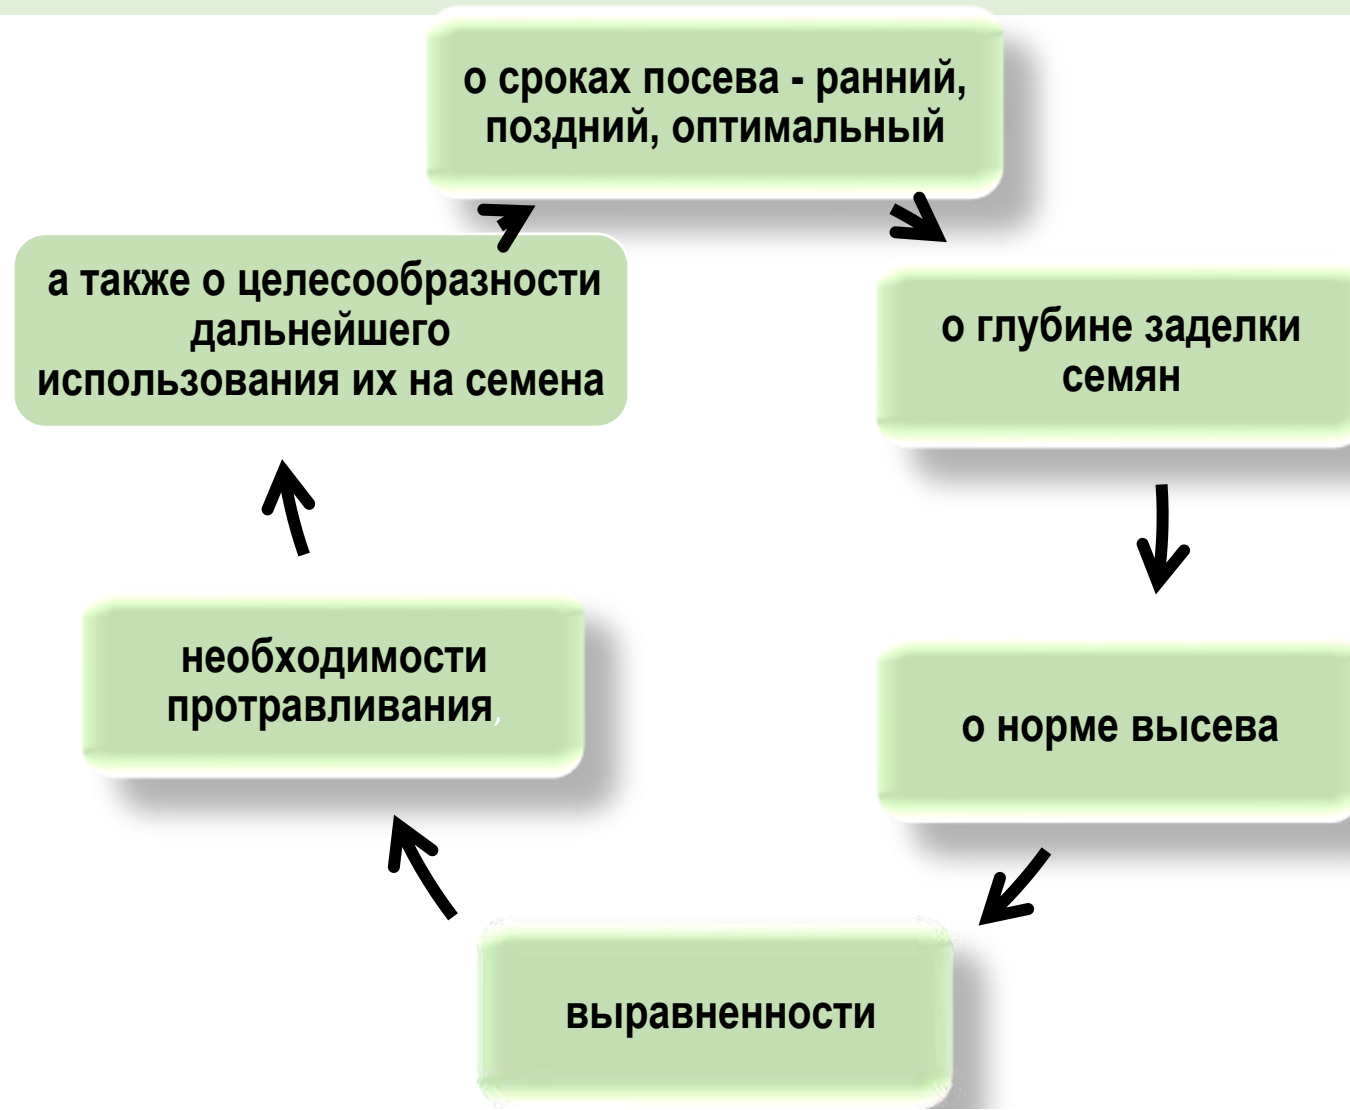 о сроках посева - ранний,
поздний, оптимальный
о глубине заделки
семян
о норме высева
выравненности
необходимости
протравливания,
а также о целесообразности
дальнейшего
использования их на семена